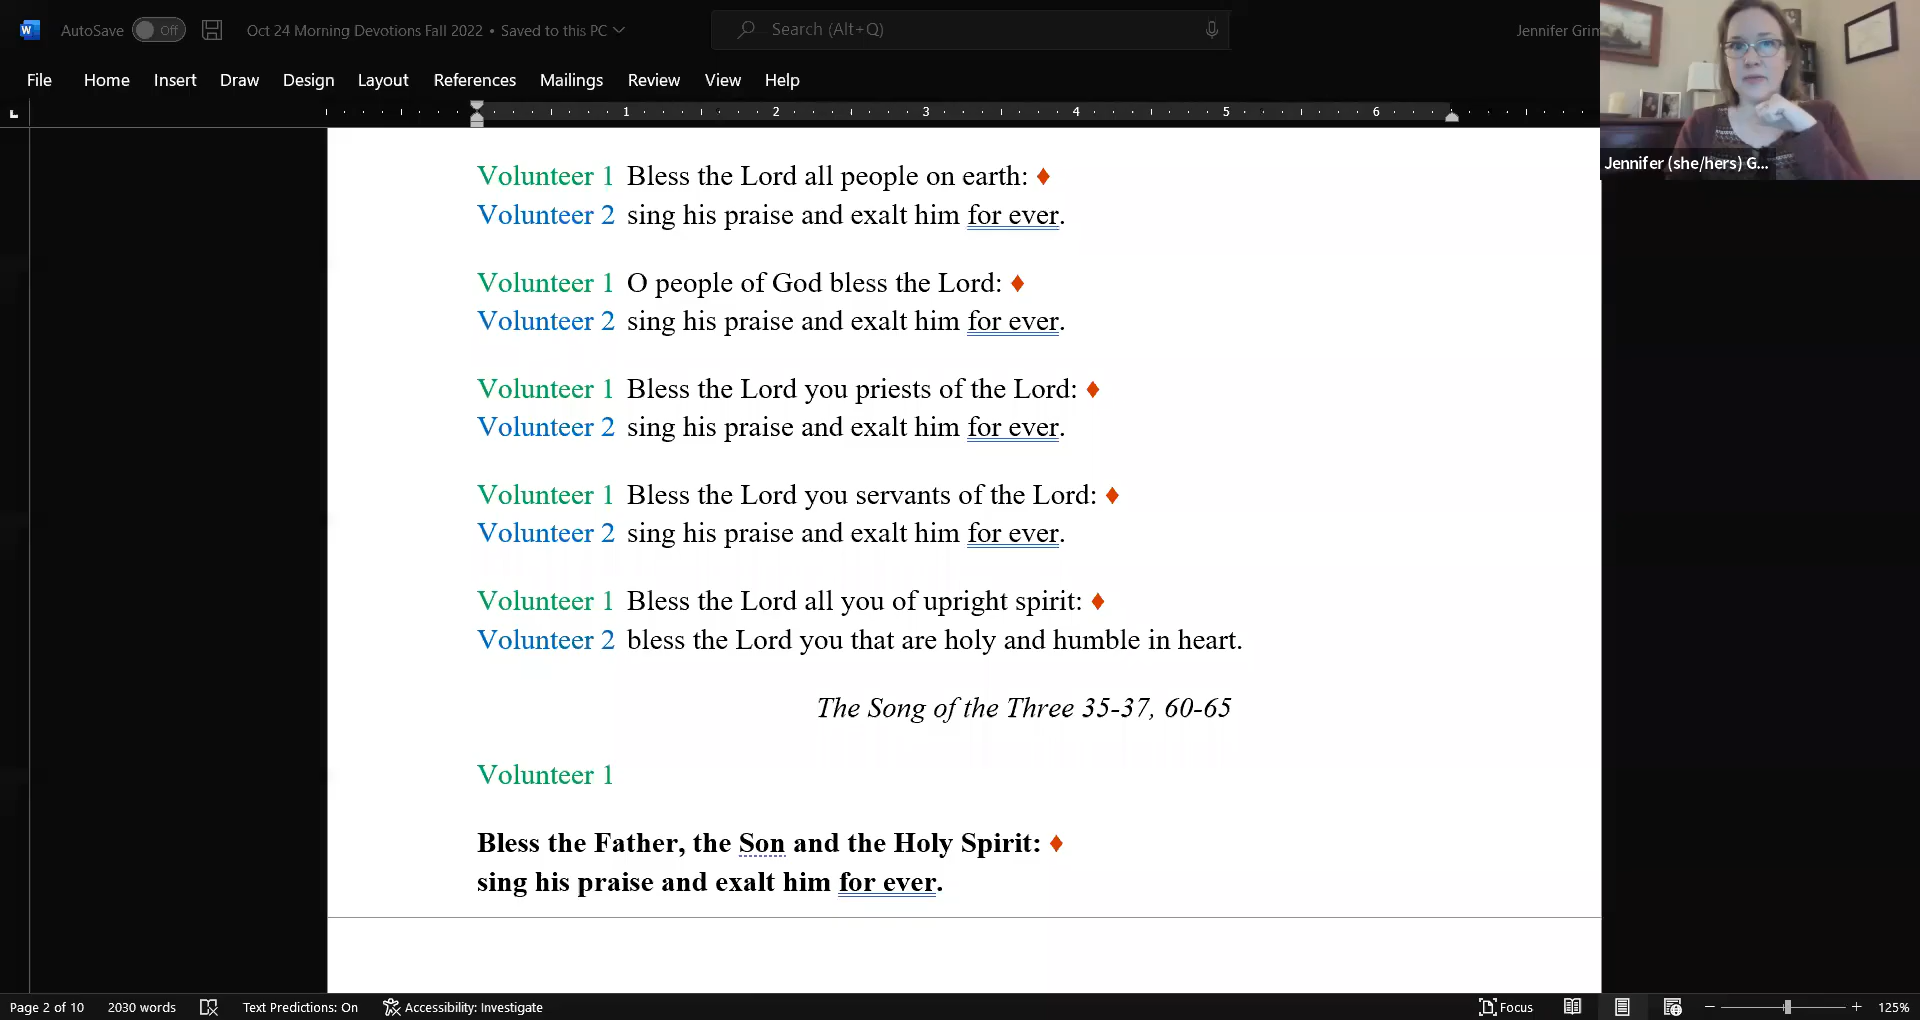 AutoSave Off Oct 24 Morning Devotions Fall 2022 • Saved to this PC Search (Alt+Q) Jennifer Grim
File Home Insert Draw Design Layout References Mailings Review View Help
1 2 3 4 5 6
Jennifer (she/hers) G...
Volunteer 1 Bless the Lord all people on earth: ♦
Volunteer 2 sing his praise and exalt him for ever.
Volunteer 1 O people of God bless the Lord: ♦
Volunteer 2 sing his praise and exalt him for ever.
Volunteer 1 Bless the Lord you priests of the Lord: ♦
Volunteer 2 sing his praise and exalt him for ever.
Volunteer 1 Bless the Lord you servants of the Lord: ♦
Volunteer 2 sing his praise and exalt him for ever.
Volunteer 1 Bless the Lord all you of upright spirit: ♦
Volunteer 2 bless the Lord you that are holy and humble in heart.
The Song of the Three 35-37, 60-65
Volunteer 1
Bless the Father, the Son and the Holy Spirit: ♦
sing his praise and exalt him for ever.
Page 2 of 10 2030 words Text Predictions: On Accessibility: Investigate Focus 125%